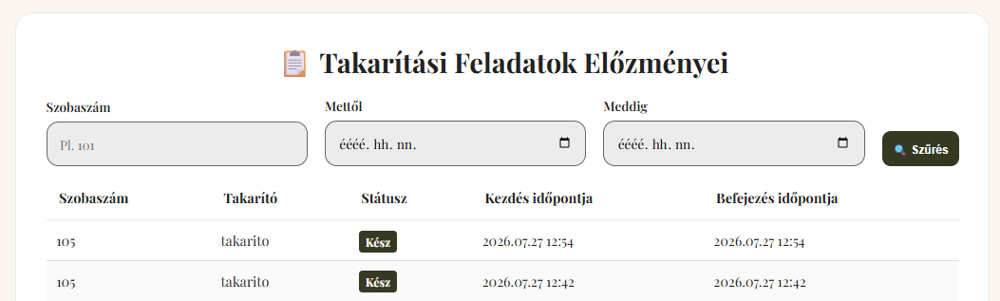 Takarítási Feladatok Előzményei
Szobaszám Mettől Meddig
Pl. 101 éééé. hh. nn. éééé. hh. nn. Szűrés
Szobaszám Takarító Státusz Kezdés időpontja Befejezés időpontja
105 takarito Kész 2026.07.27 12:54 2026.07.27 12:54
105 takarito Kész 2026.07.27 12:42 2026.07.27 12:42